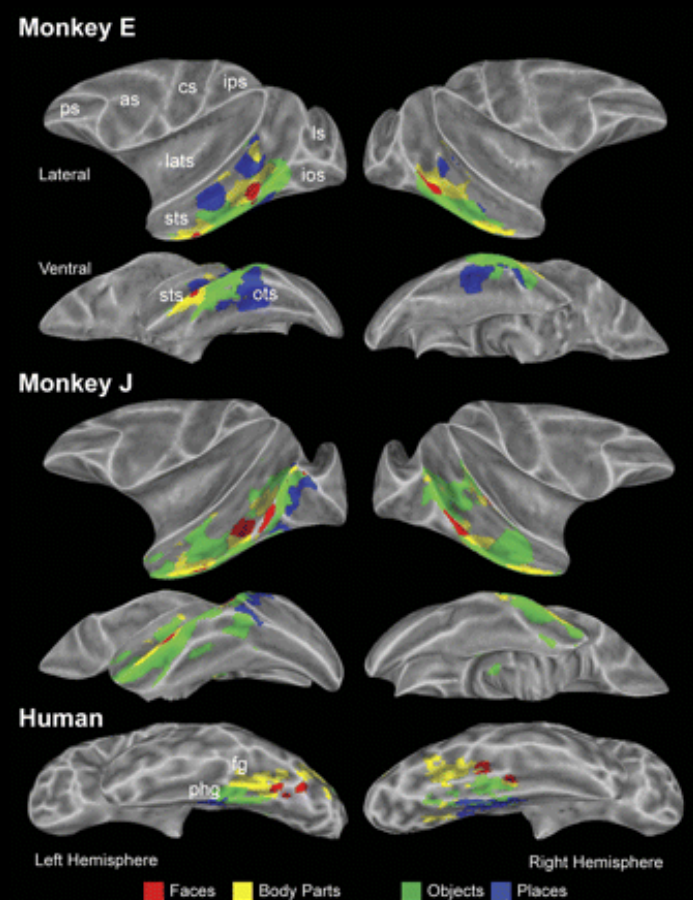 Monkey E
ps as cs ips
ls
lats
Lateral
ios
sts
Ventral
sts ots
Monkey J
Human
fg
phg
Left Hemisphere Right Hemisphere
Faces Body Parts Objects Places